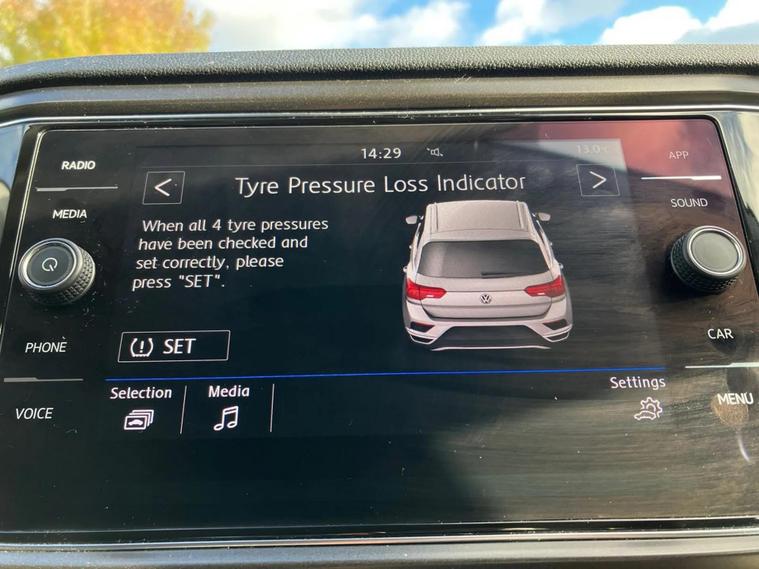 14:29
13.0°C
RADIO
APP
Tyre Pressure Loss Indicator
MEDIA
SOUND
When all 4 tyre pressures
have been checked and
set correctly, please
press "SET".
PHONE
SET
CAR
Selection
Media
Settings
VOICE
MENU